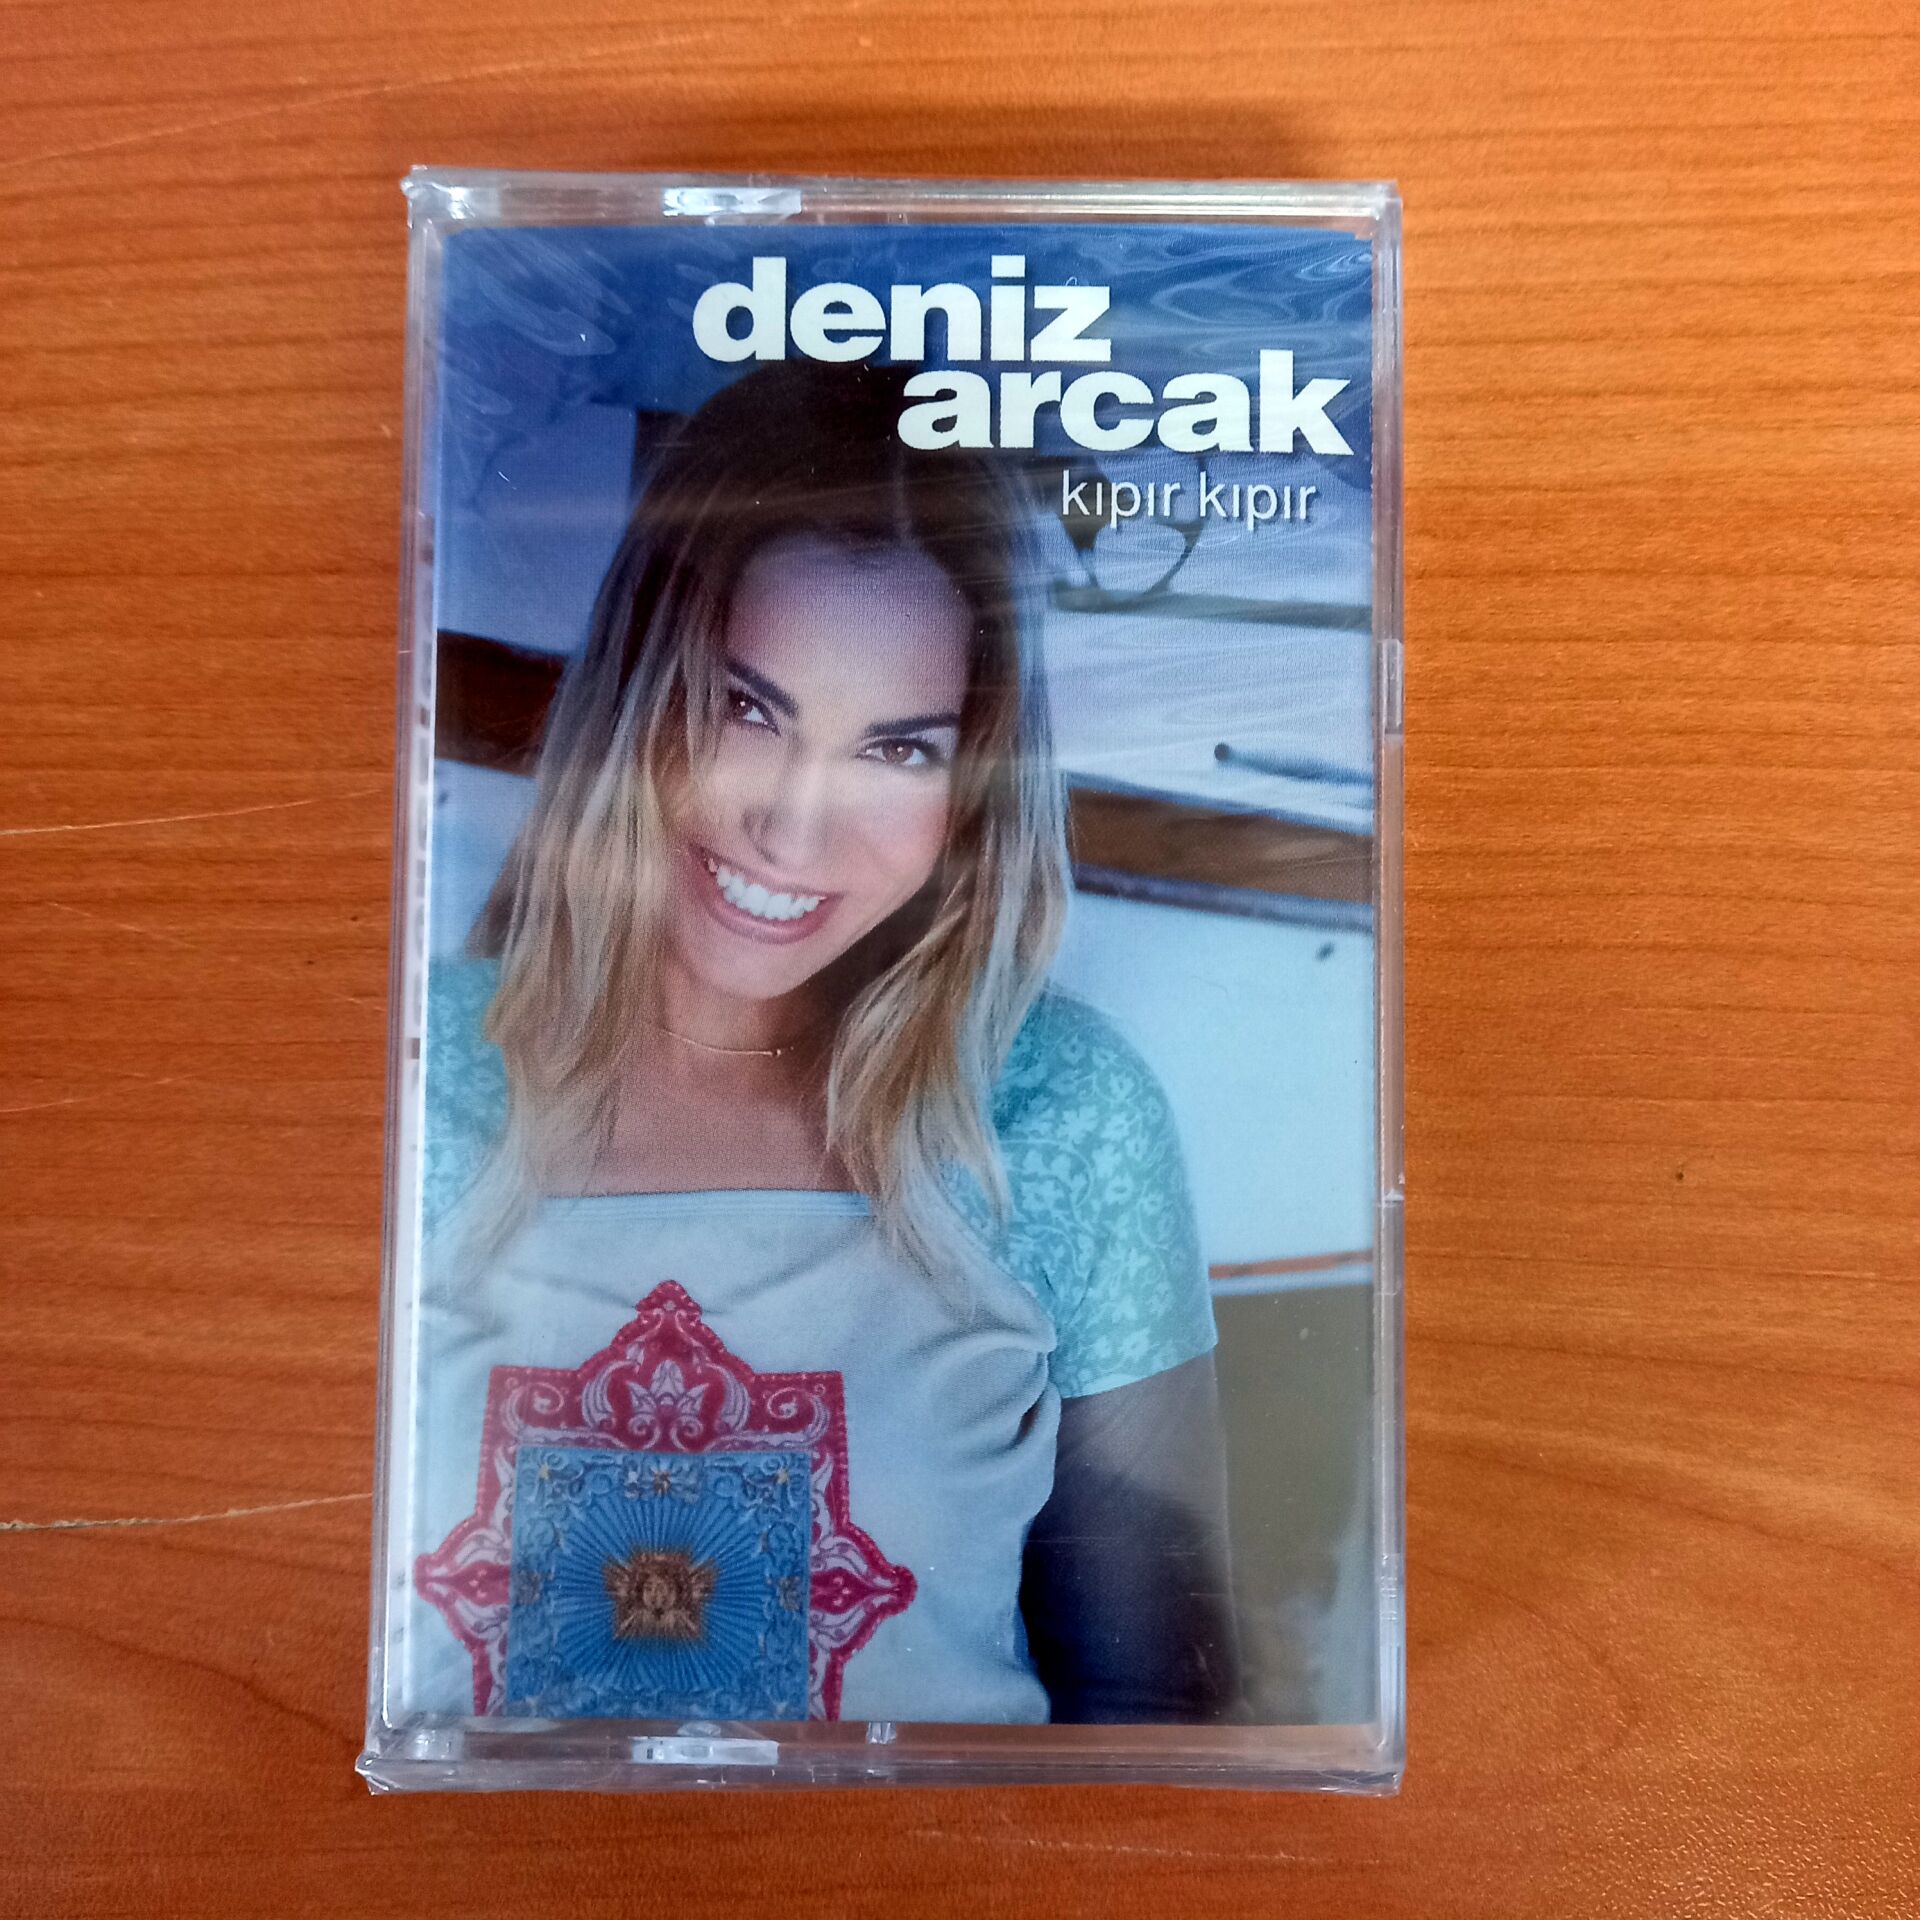 deniz
arcak
kıpır kıpır